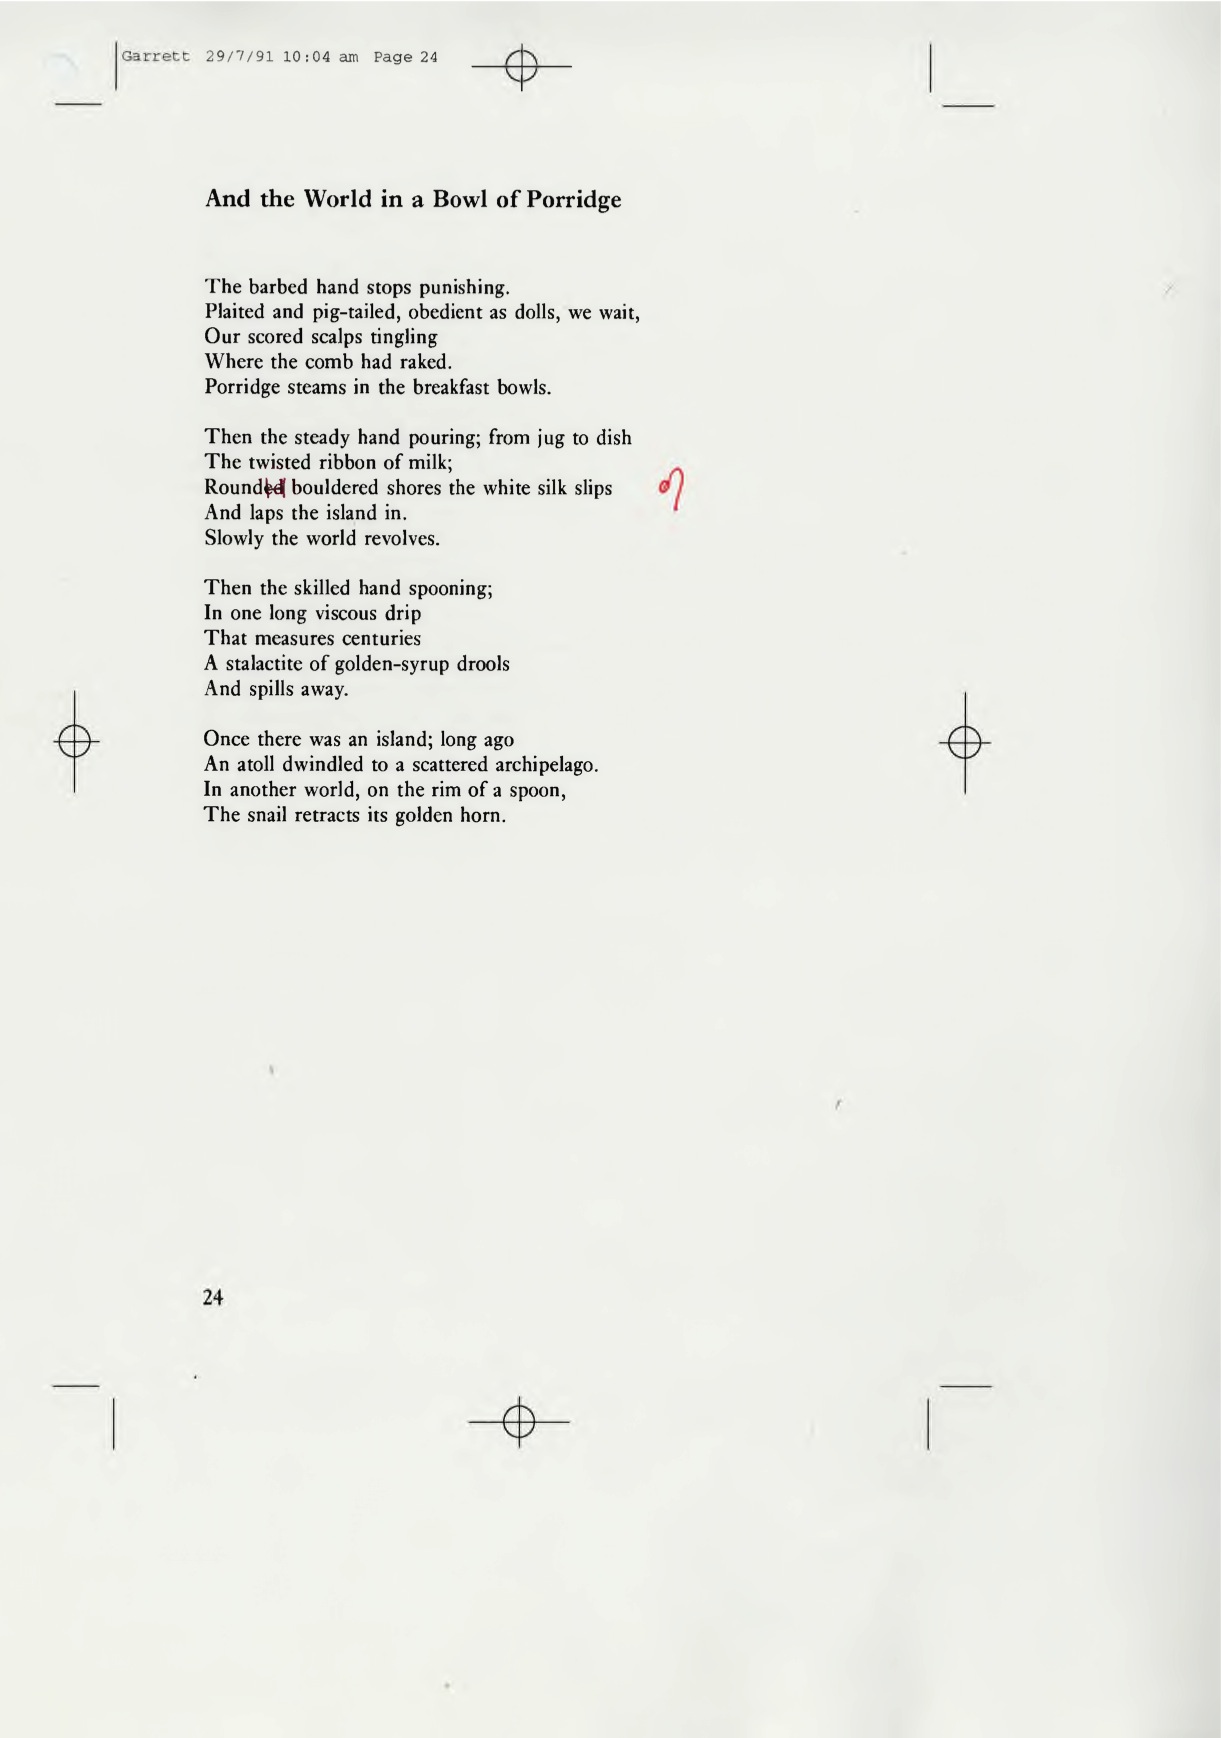 Garrett 29/7/91 10:04 am Page 24
And the World in a Bowl of Porridge
The barbed hand stops punishing.
Plaited and pig-tailed, obedient as dolls, we wait,
Our scored scalps tingling
Where the comb had raked.
Porridge steams in the breakfast bowls.
Then the steady hand pouring; from jug to dish
The twisted ribbon of milk;
Rounded bouldered shores the white silk slips
And laps the island in.
Slowly the world revolves.
Then the skilled hand spooning;
In one long viscous drip
That measures centuries
A stalactite of golden-syrup drools
And spills away.
Once there was an island; long ago
An atoll dwindled to a scattered archipelago.
In another world, on the rim of a spoon,
The snail retracts its golden horn.
24